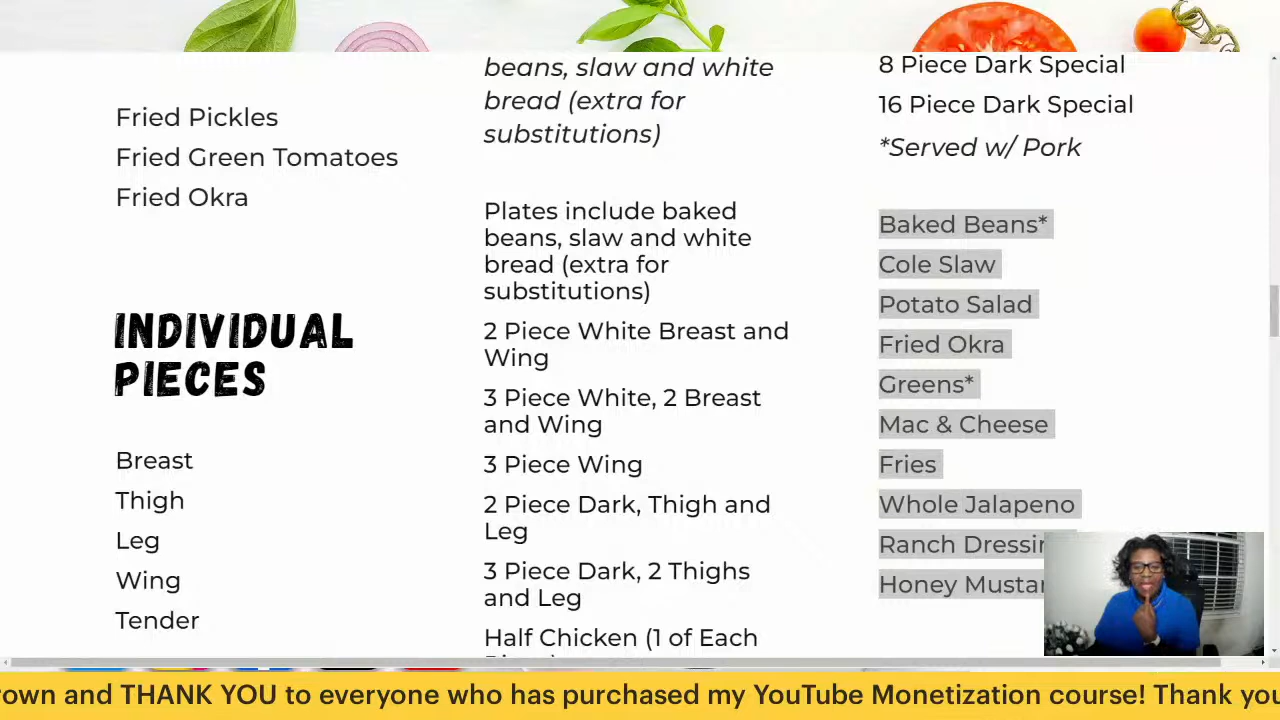 Fried Pickles
Fried Green Tomatoes
Fried Okra
INDIVIDUAL
PIECES
Breast
Thigh
Leg
Wing
Tender
beans, slaw and white
bread (extra for
substitutions)
Plates include baked
beans, slaw and white
bread (extra for
substitutions)
2 Piece White Breast and
Wing
3 Piece White, 2 Breast
and Wing
3 Piece Wing
2 Piece Dark, Thigh and
Leg
3 Piece Dark, 2 Thighs
and Leg
Half Chicken (1 of Each
8 Piece Dark Special
16 Piece Dark Special
*Served w/ Pork
Baked Beans*
Cole Slaw
Potato Salad
Fried Okra
Greens*
Mac & Cheese
Fries
Whole Jalapeno
Ranch Dressin
Honey Mustar
rown and THANK YOU to everyone who has purchased my YouTube Monetization course! Thank you